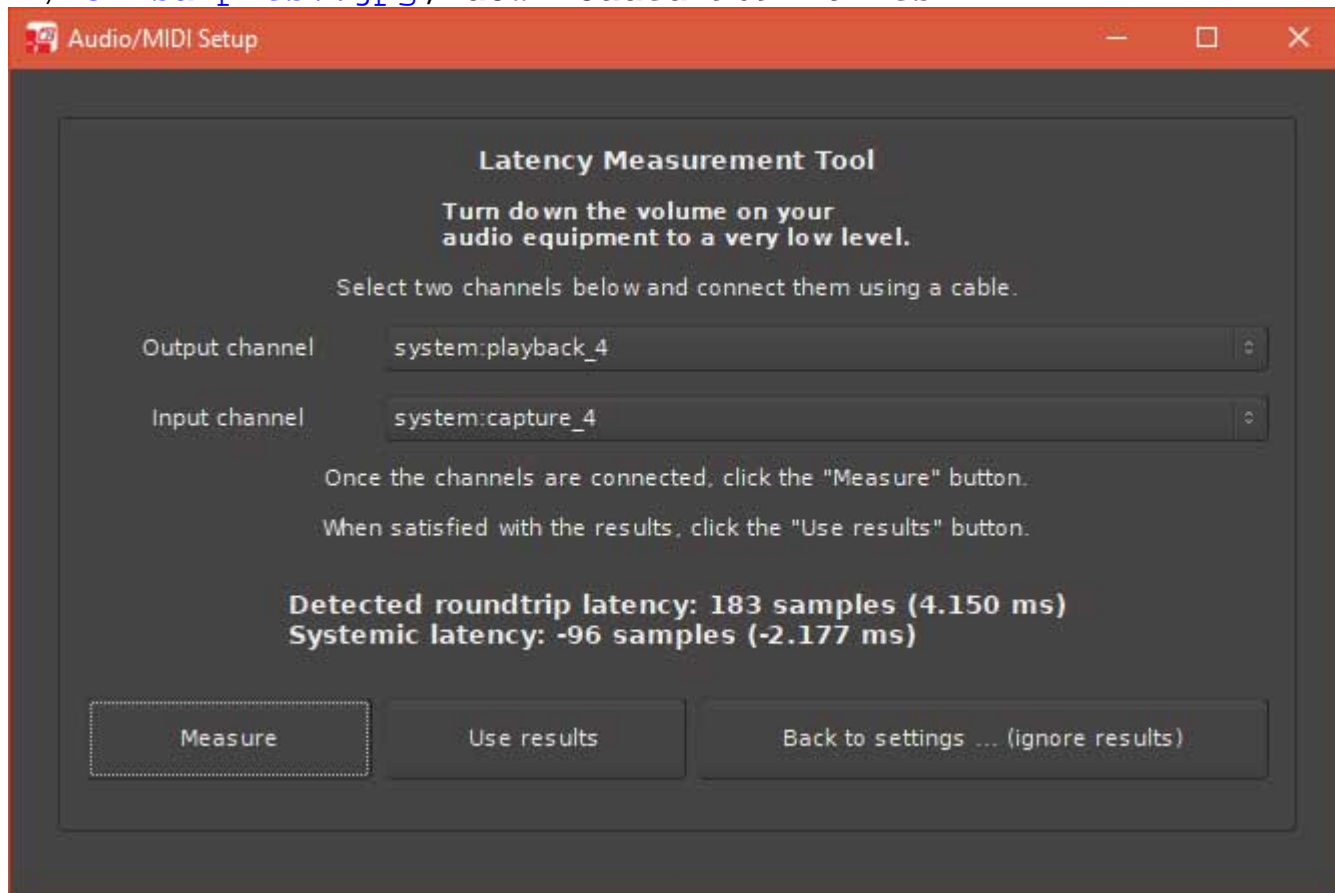 Audio/MIDI Setup
Latency Measurement Tool
Turn down the volume on your
audio equipment to a very low level.
Select two channels below and connect them using a cable.
Output channel system:playback_4
Input channel system:capture_4
Once the channels are connected, click the "Measure" button.
When satisfied with the results, click the "Use results" button.
Detected roundtrip latency: 183 samples (4.150 ms)
Systemic latency: -96 samples (-2.177 ms)
Measure Use results Back to settings ... (ignore results)